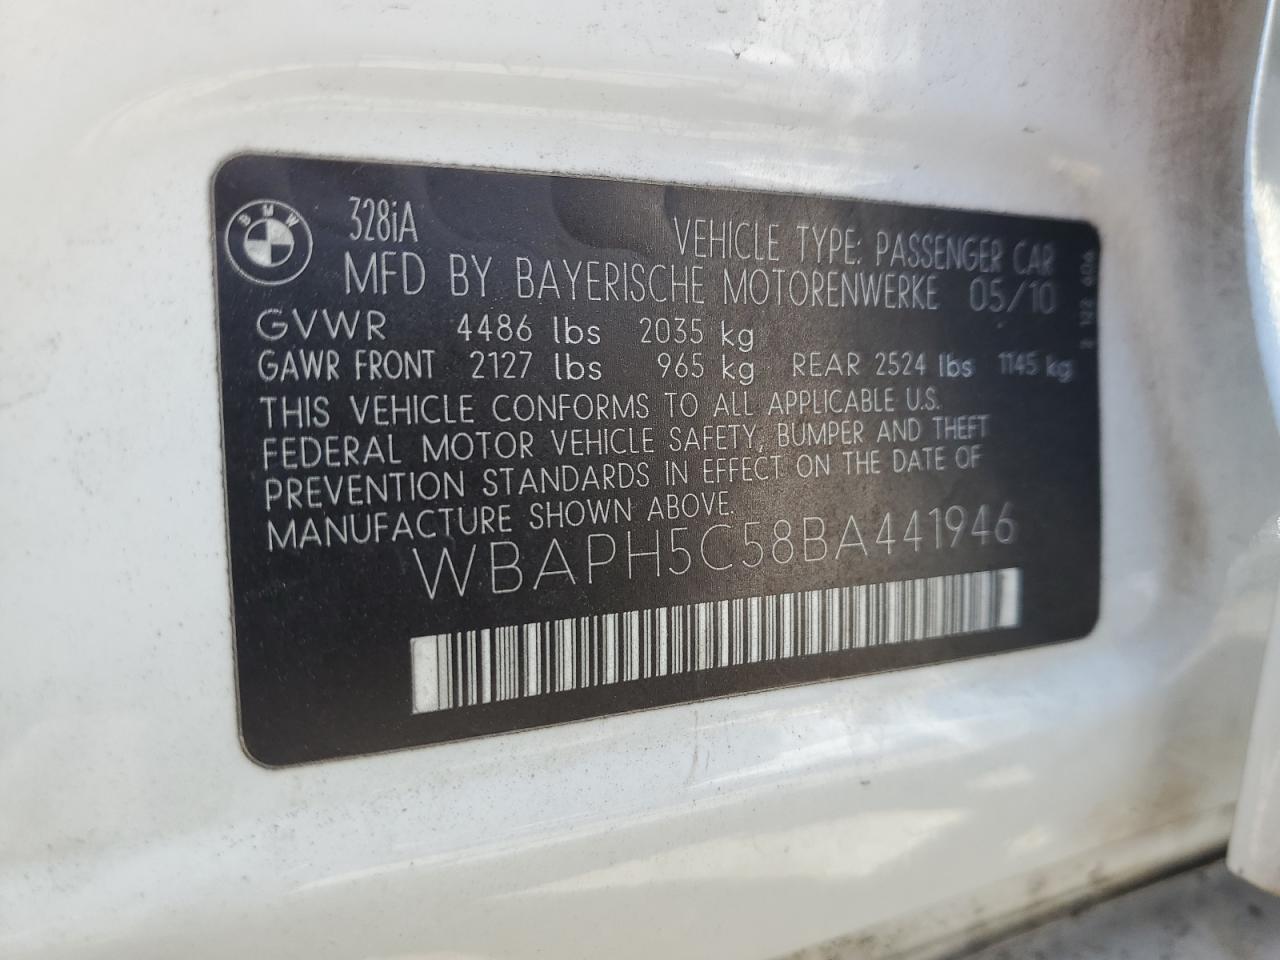 BMW
328iA VEHICLE TYPE: PASSENGER CAR
MFD BY BAYERISCHE MOTORENWERKE 05/10
GVWR 4486 lbs 2035 kg
GAWR FRONT 2127 lbs 965 kg REAR 2524 lbs 1145 kg
THIS VEHICLE CONFORMS TO ALL APPLICABLE U.S.
FEDERAL MOTOR VEHICLE SAFETY, BUMPER AND THEFT
PREVENTION STANDARDS IN EFFECT ON THE DATE OF
MANUFACTURE SHOWN ABOVE.
WBAPH5C58BA441946
122